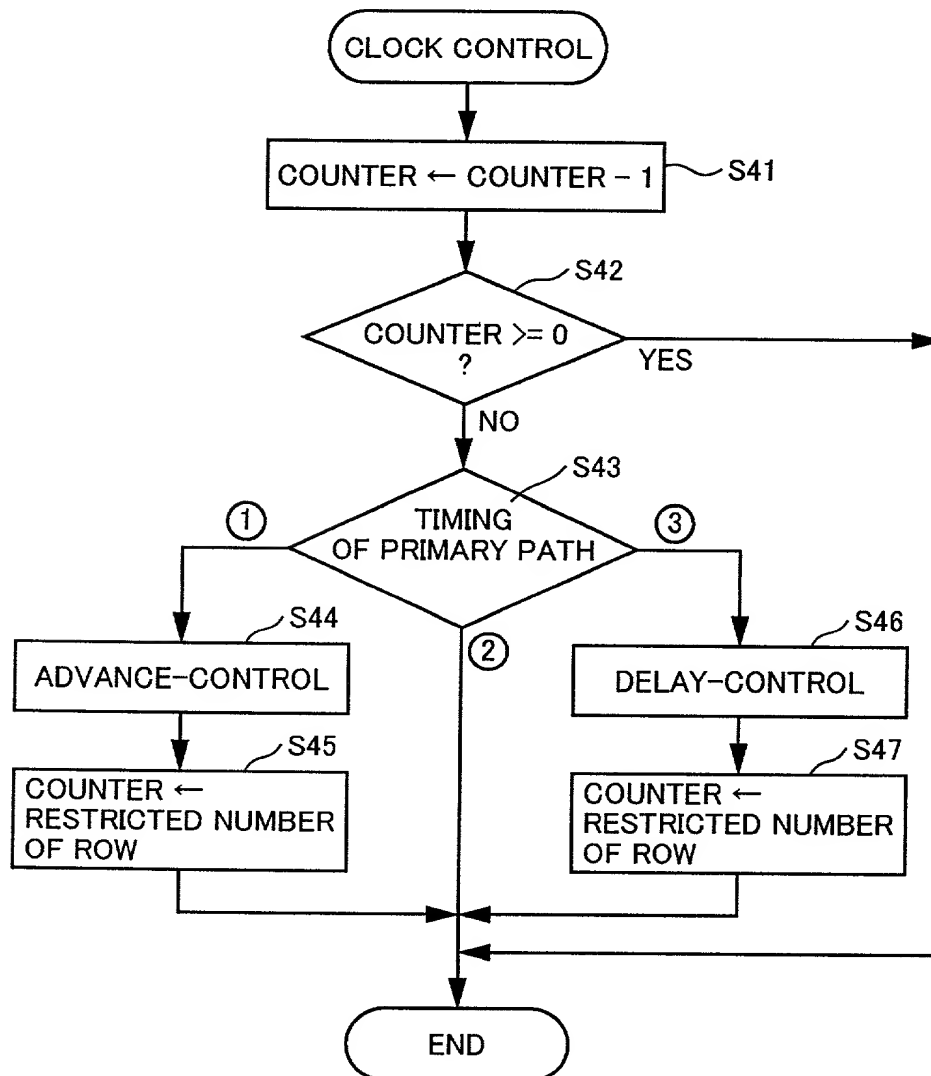 CLOCK CONTROL
COUNTER ← COUNTER – 1
S41
S42
COUNTER >= 0
?
YES
NO
S43
①
TIMING
OF PRIMARY PATH
③
S44
②
S46
ADVANCE-CONTROL
DELAY-CONTROL
S45
S47
COUNTER ←
RESTRICTED NUMBER
OF ROW
COUNTER ←
RESTRICTED NUMBER
OF ROW
END